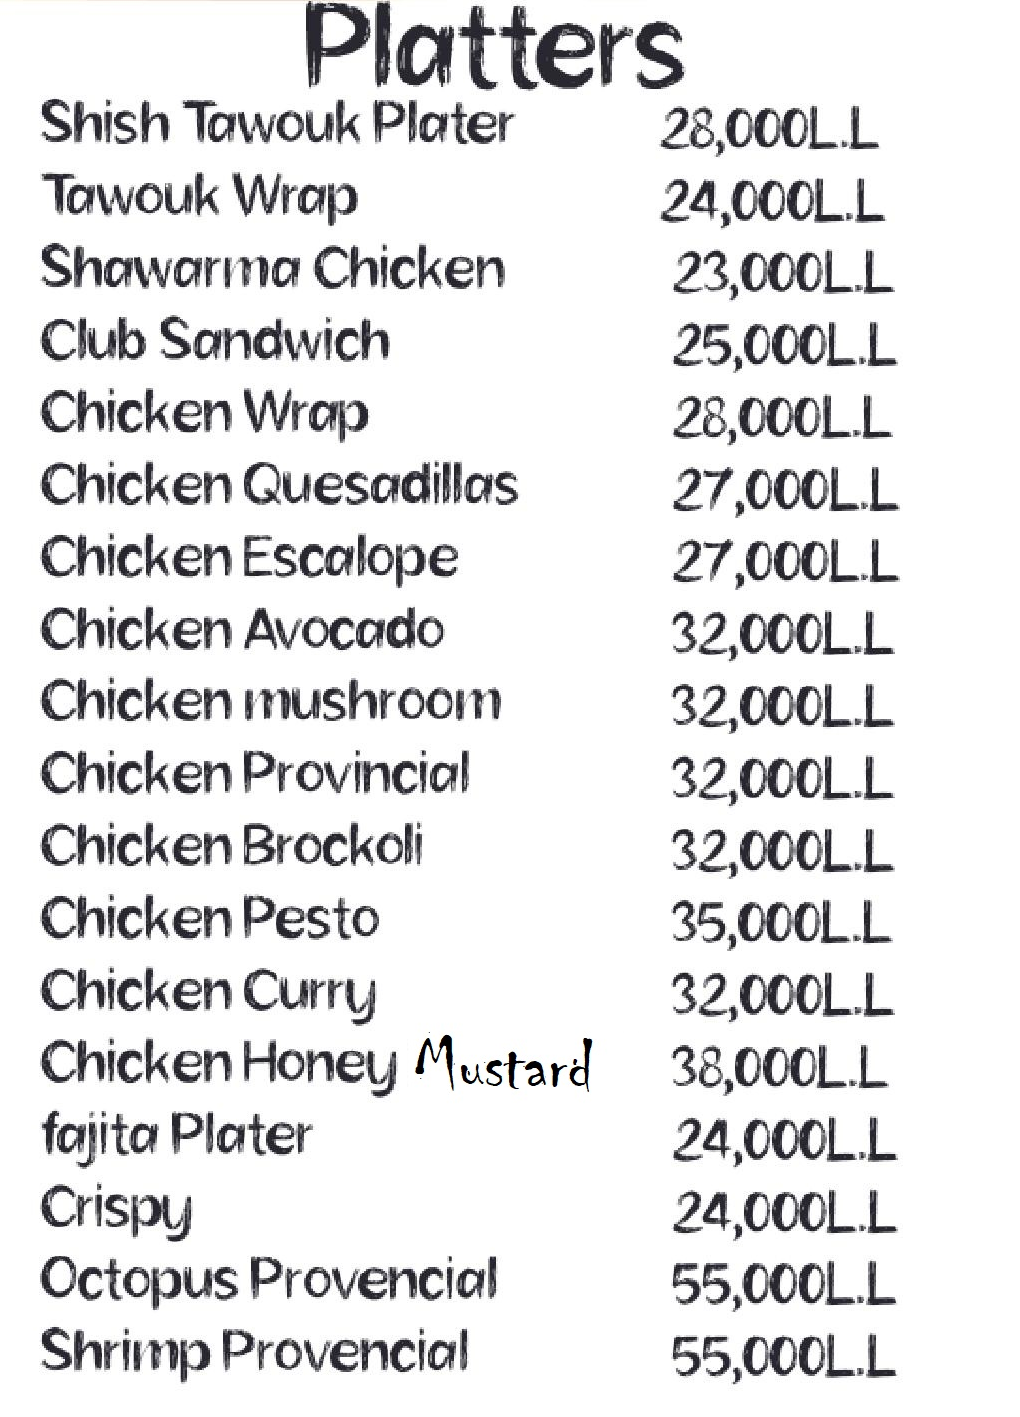 Platters
Shish Tawouk Plater 28,000L.L
Tawouk Wrap 24,000L.L
Shawarma Chicken 23,000L.L
Club Sandwich 25,000L.L
Chicken Wrap 28,000L.L
Chicken Quesadillas 27,000L.L
Chicken Escalope 27,000L.L
Chicken Avocado 32,000L.L
Chicken mushroom 32,000L.L
Chicken Provincial 32,000L.L
Chicken Brockoli 32,000L.L
Chicken Pesto 35,000L.L
Chicken Curry 32,000L.L
Chicken Honey Mustard 38,000L.L
fajita Plater 24,000L.L
Crispy 24,000L.L
Octopus Provencial 55,000L.L
Shrimp Provencial 55,000L.L